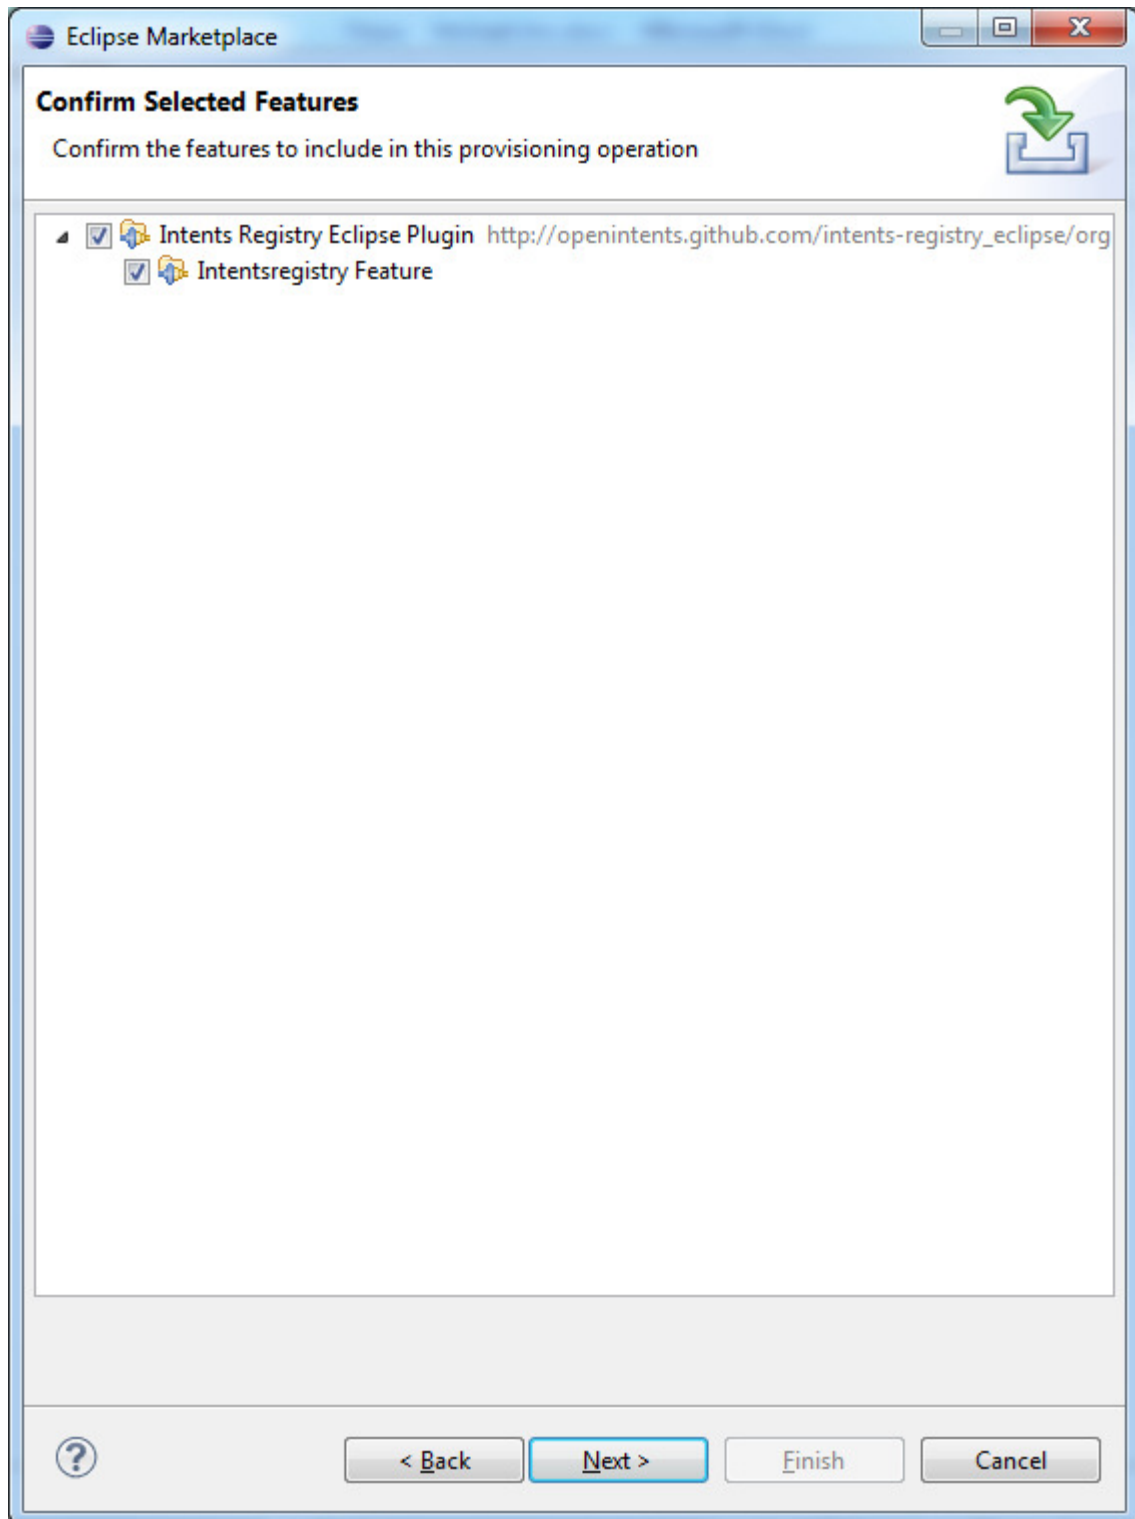 Eclipse Marketplace
Confirm Selected Features
Confirm the features to include in this provisioning operation
Intents Registry Eclipse Plugin http://openintents.github.com/intents-registry_eclipse/org
Intentsregistry Feature
< Back Next > Finish Cancel